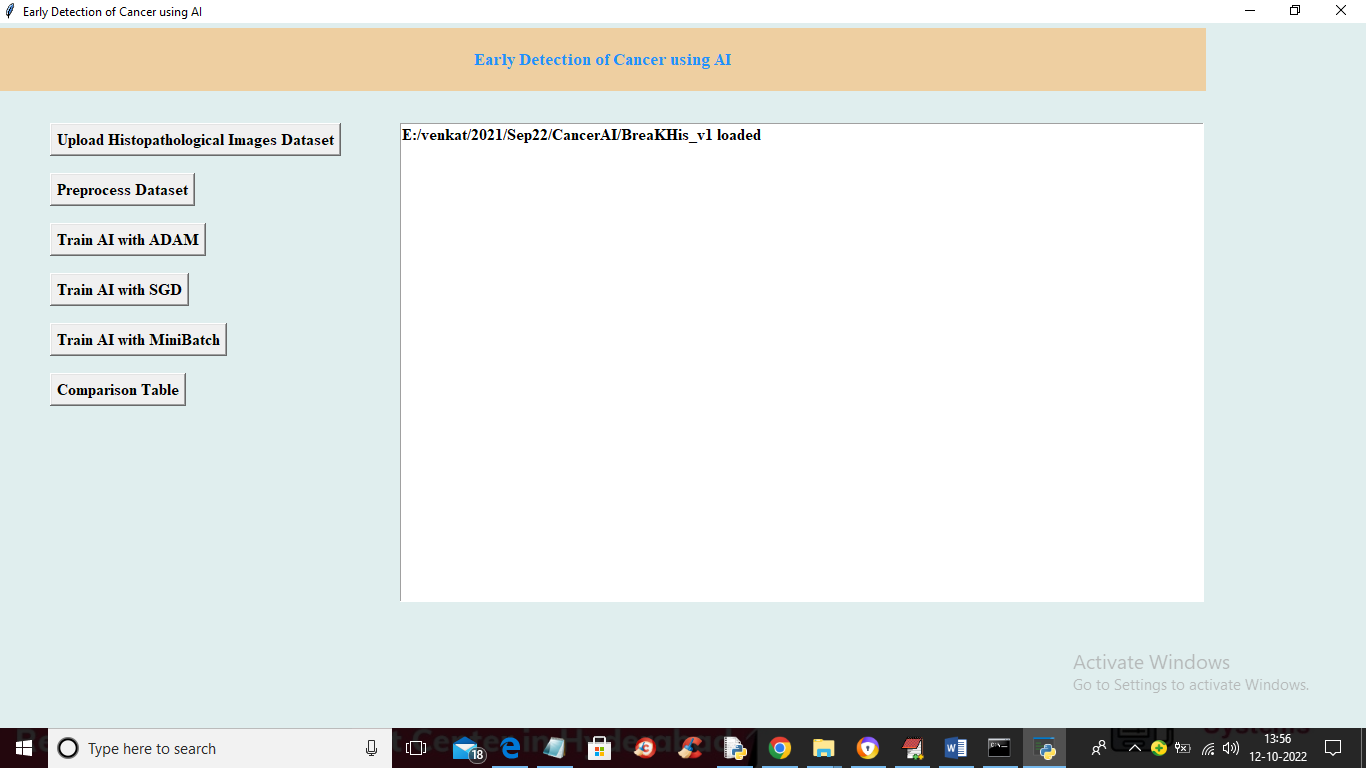 Early Detection of Cancer using AI
Early Detection of Cancer using AI
Upload Histopathological Images Dataset
E:/venkat/2021/Sep22/CancerAI/BreaKHis_v1 loaded
Preprocess Dataset
Train AI with ADAM
Train AI with SGD
Train AI with MiniBatch
Comparison Table
Activate Windows
Go to Settings to activate Windows.
Type here to search
18
13:56
12-10-2022